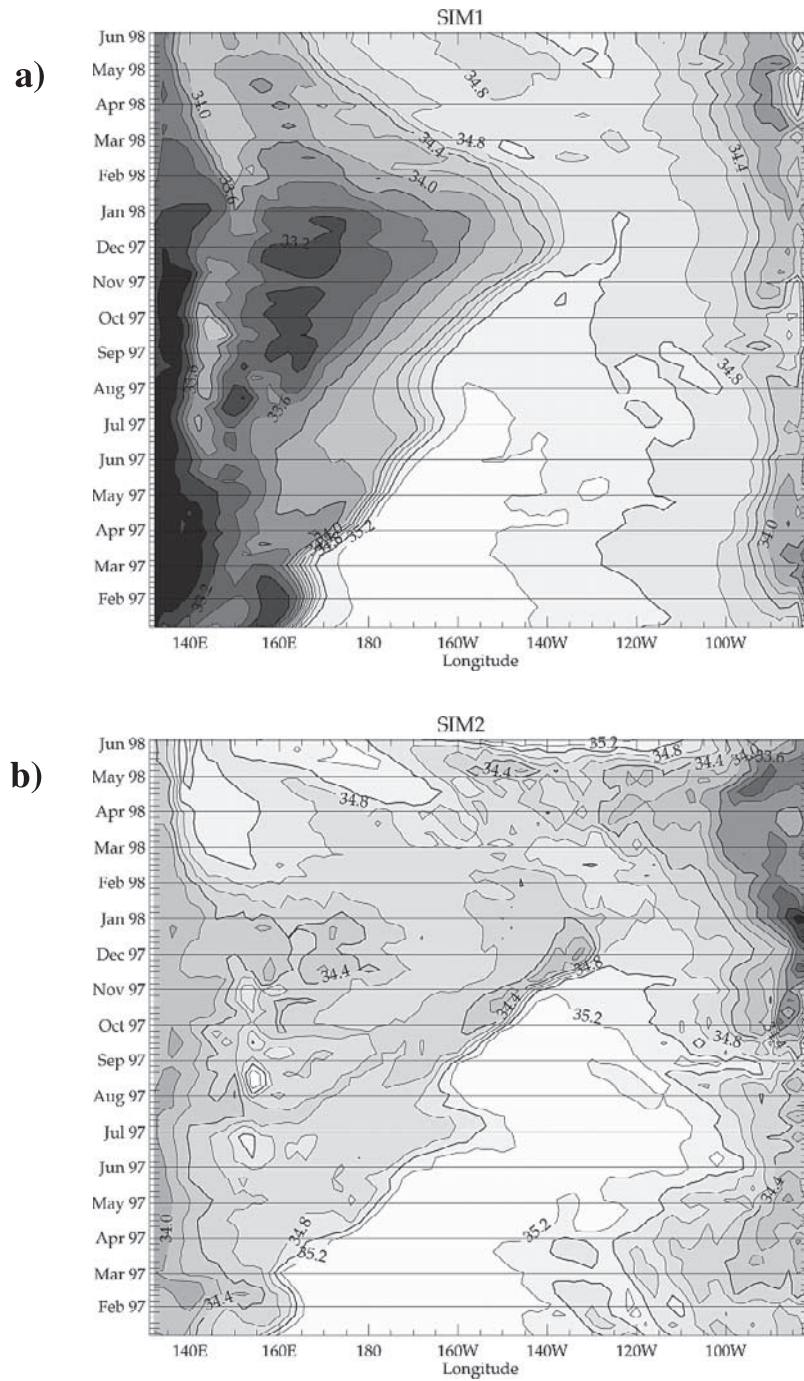 SIM1
a)
Jun 98
May 98
Apr 98
Mar 98
Feb 98
Jan 98
Dec 97
Nov 97
Oct 97
Sep 97
Aug 97
Jul 97
Jun 97
May 97
Apr 97
Mar 97
Feb 97
34.0
34.8
34.4
34.8
34.4
34.0
33.6
33.2
33.6
33.6
34.8
34.0
34.0
35.2
33.2
140E 160E 180 160W 140W 120W 100W
Longitude
SIM2
b)
Jun 98
May 98
Apr 98
Mar 98
Feb 98
Jan 98
Dec 97
Nov 97
Oct 97
Sep 97
Aug 97
Jul 97
Jun 97
May 97
Apr 97
Mar 97
Feb 97
35.2
34.8
34.0
33.6
34.4
34.4
34.8
34.4
34.8
34.4
35.2
34.8
34.4
34.0
34.8
35.2
35.2
34.4
140E 160E 180 160W 140W 120W 100W
Longitude